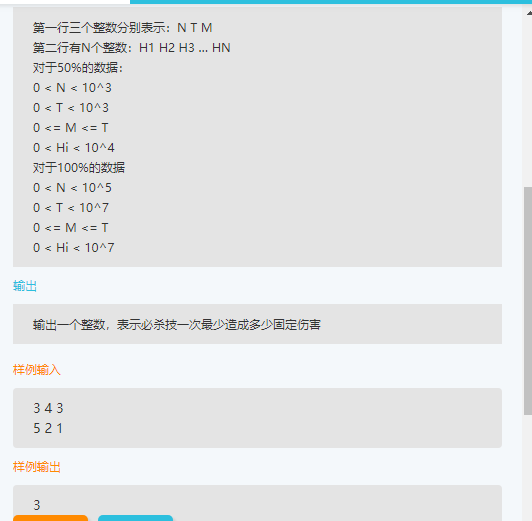 第一行三个整数分别表示：N T M
第二行有N个整数：H1 H2 H3 ... HN
对于50%的数据：
0 < N < 10^3
0 < T < 10^3
0 <= M <= T
0 < Hi < 10^4
对于100%的数据
0 < N < 10^5
0 < T < 10^7
0 <= M <= T
0 < Hi < 10^7
输出
输出一个整数，表示必杀技一次最少造成多少固定伤害
样例输入
3 4 3
5 2 1
样例输出
3